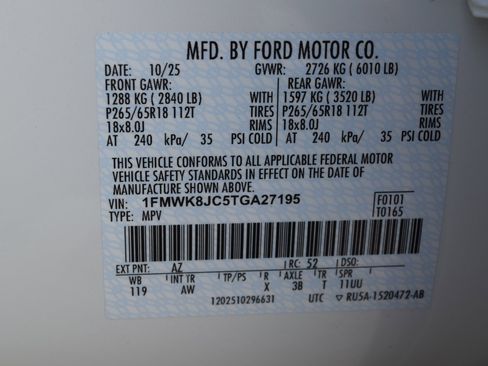 MFD. BY FORD MOTOR CO.
DATE: 10/25 GVWR: 2726 KG ( 6010 LB)
FRONT GAWR: REAR GAWR:
1288 KG ( 2840 LB) WITH 1597 KG ( 3520 LB) WITH
P265/65R18 112T TIRES P265/65R18 112T TIRES
18x8.0J RIMS 18x8.0J RIMS
AT 240 kPa/ 35 PSI COLD AT 240 kPa/ 35 PSI COLD
THIS VEHICLE CONFORMS TO ALL APPLICABLE FEDERAL MOTOR
VEHICLE SAFETY STANDARDS IN EFFECT ON THE DATE OF
MANUFACTURE SHOWN ABOVE.
VIN: 1FMWK8JC5TGA27195 F0101
TYPE: MPV T0165
EXT PNT: AZ RC: 52 DSO:
WB INT TR TP/PS R AXLE TR SPR
119 AW X 3B T 11UU
1202510296631 UTC ▽ RU5A-1520472-AB